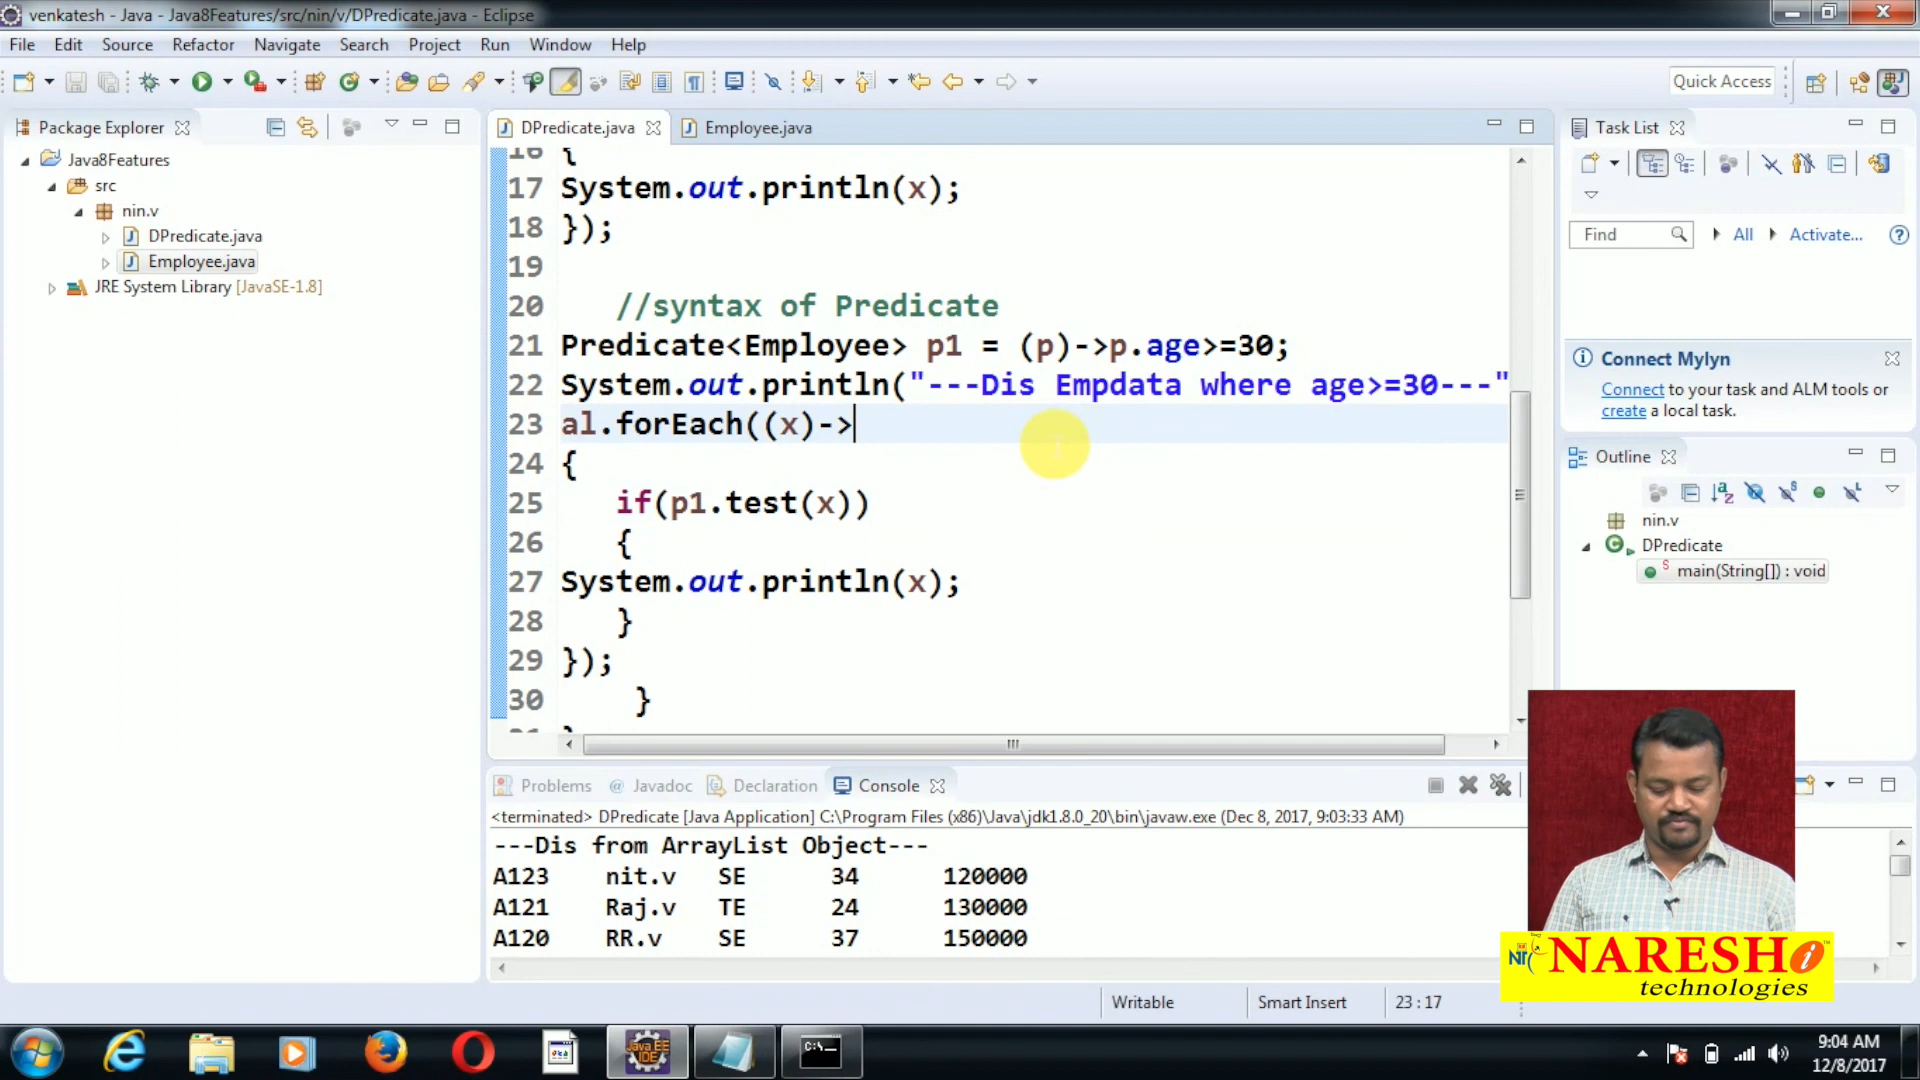 venkatesh - Java - Java8Features/src/nin/v/DPredicate.java - Eclipse
File Edit Source Refactor Navigate Search Project Run Window Help
Quick Access
Package Explorer
Java8Features
src
nin.v
DPredicate.java
Employee.java
JRE System Library [JavaSE-1.8]
DPredicate.java Employee.java
16 {
17 System.out.println(x);
18 });
19
20 //syntax of Predicate
21 Predicate<Employee> p1 = (p)->p.age>=30;
22 System.out.println("---Dis Empdata where age>=30---"
23 al.forEach((x)->
24 {
25 if(p1.test(x))
26 {
27 System.out.println(x);
28 }
29 });
30 }
Task List
Find All Activate...
Connect Mylyn
Connect to your task and ALM tools or
create a local task.
Outline
nin.v
DPredicate
main(String[]) : void
Problems @ Javadoc Declaration Console
<terminated> DPredicate [Java Application] C:\Program Files (x86)\Java\jdk1.8.0_20\bin\javaw.exe (Dec 8, 2017, 9:03:33 AM)
---Dis from ArrayList Object---
A123 nit.v SE 34 120000
A121 Raj.v TE 24 130000
A120 RR.v SE 37 150000
Writable Smart Insert 23 : 17
NARESH i
technologies
Java EE
IDE
C:\
9:04 AM
12/8/2017